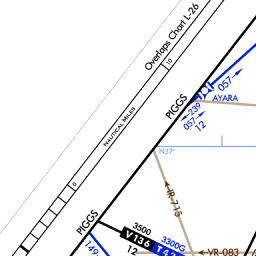 Overlaps Chart L-26
10
NAUTICAL MILES
0
057
AYARA
PIGGS
239
057
12
N37°
IR-715
PIGGS
3500
V136
3300G
12
149
VR-083